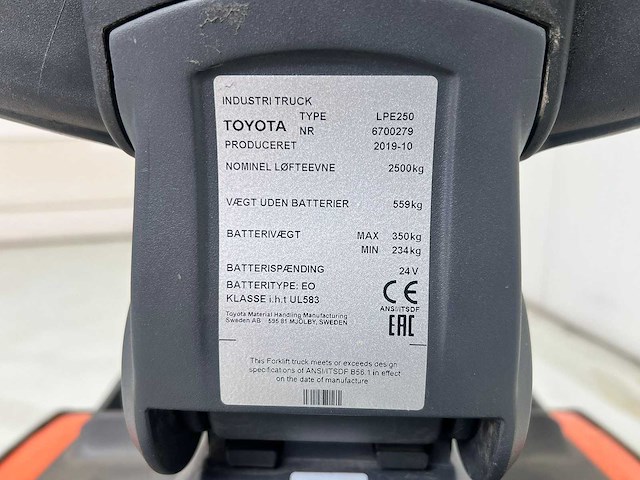 INDUSTRI TRUCK
TOYOTA TYPE LPE250
NR 6700279
PRODUCERET 2019-10
NOMINEL LØFTEEVNE 2500kg
VÆGT UDEN BATTERIER 559kg
BATTERIVÆGT MAX 350kg
MIN 234kg
BATTERISPÆNDING 24V
BATTERITYPE: EO
KLASSE i.h.t UL583
CE
ANSI/ITSDF
EAC
Toyota Material Handling Manufacturing
Sweden AB 595 81 MJÖLBY, SWEDEN
This Forklift truck meets or exceeds design
specifications of ANSI/ITSDF B56.1 in effect
on the date of manufacture